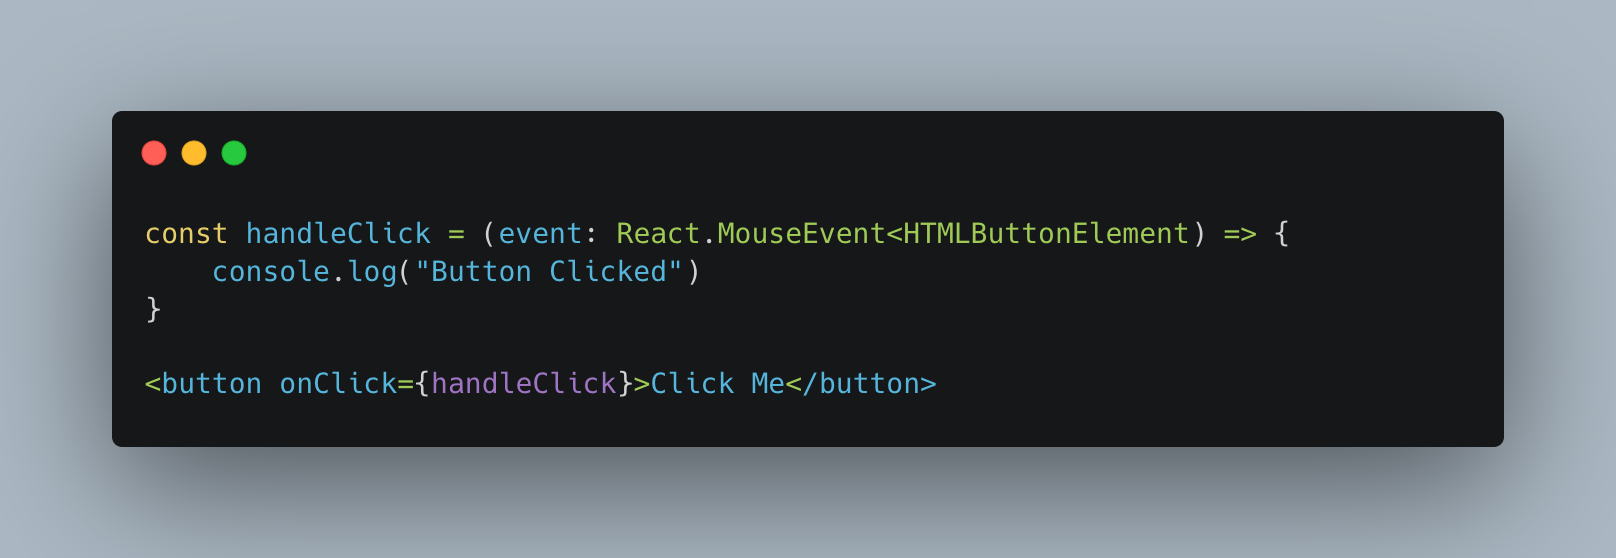 const handleClick = (event: React.MouseEvent<HTMLButtonElement) => {
    console.log("Button Clicked")
}

<button onClick={handleClick}>Click Me</button>